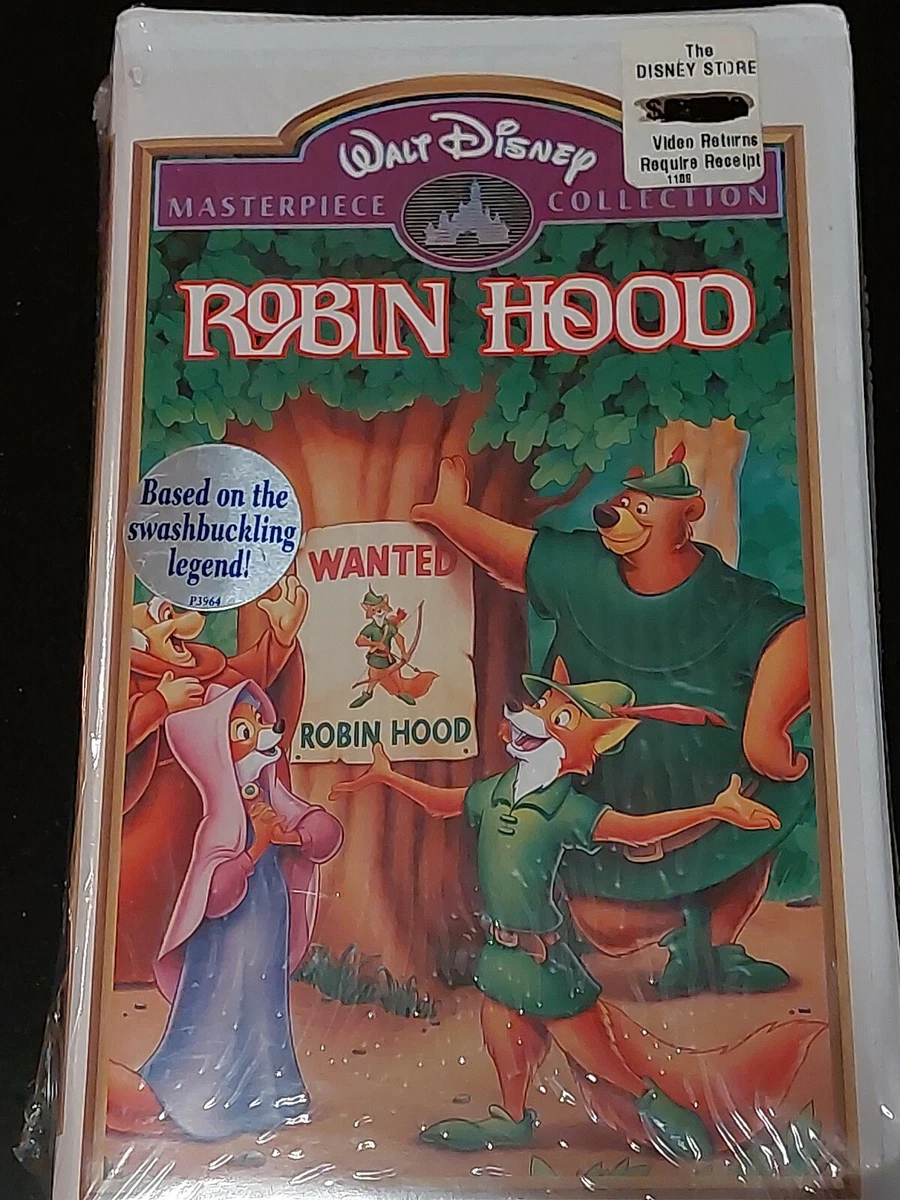 The
DISNEY STORE
$
Video Returns
Require Receipt
1199
WALT DISNEY
MASTERPIECE COLLECTION
ROBIN HOOD
Based on the
swashbuckling
legend!
P3964
WANTED
ROBIN HOOD